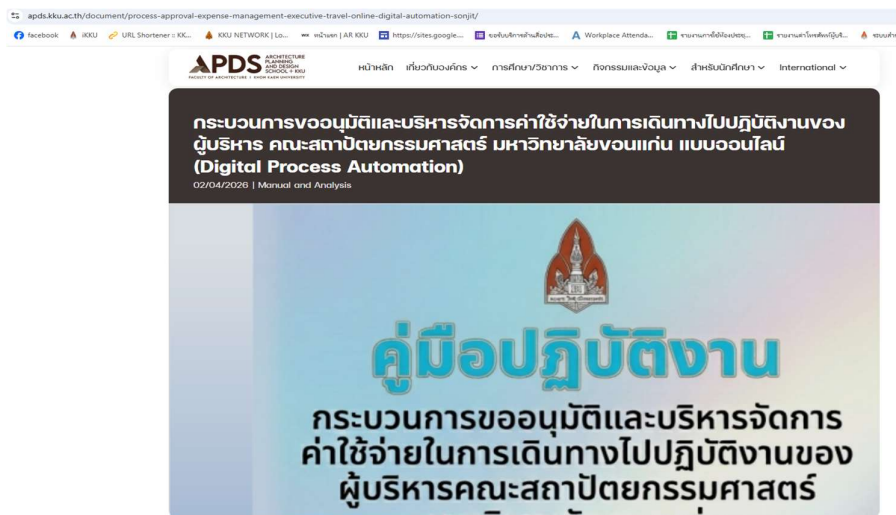 apds.kku.ac.th/document/process-approval-expense-management-executive-travel-online-digital-automation-sonjit/
facebook iKKU URL Shortener :: KK... KKU NETWORK | Lo... หน้าแรก | AR KKU https://sites.google.... Workplace Attenda...
APDS ARCHITECTURE PLANNING AND DESIGN SCHOOL + KKU
FACULTY OF ARCHITECTURE | KHON KAEN UNIVERSITY
หน้าหลัก เกี่ยวกับองค์กร การศึกษา/วิชาการ กิจกรรมและข้อมูล สำหรับนักศึกษา International
กระบวนการขออนุมัติและบริหารจัดการค่าใช้จ่ายในการเดินทางไปปฏิบัติงานของ
ผู้บริหาร คณะสถาปัตยกรรมศาสตร์ มหาวิทยาลัยขอนแก่น แบบออนไลน์
(Digital Process Automation)
02/04/2026 | Manual and Analysis
คู่มือปฏิบัติงาน
กระบวนการขออนุมัติและบริหารจัดการ
ค่าใช้จ่ายในการเดินทางไปปฏิบัติงานของ
ผู้บริหารคณะสถาปัตยกรรมศาสตร์